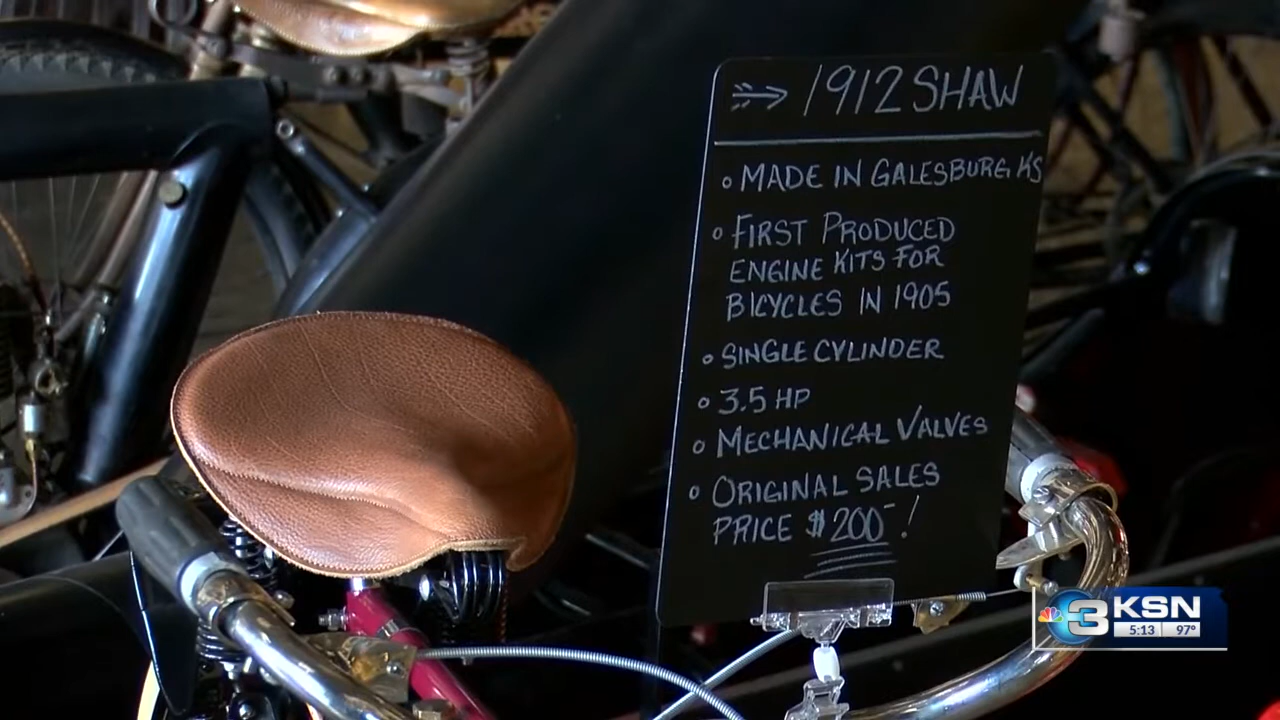 1912 SHAW
MADE IN GALESBURG, KS
FIRST PRODUCED
ENGINE KITS FOR
BICYCLES IN 1905
SINGLE CYLINDER
3.5 HP
MECHANICAL VALVES
ORIGINAL SALES
PRICE $200- !
3 KSN
5:13 97°